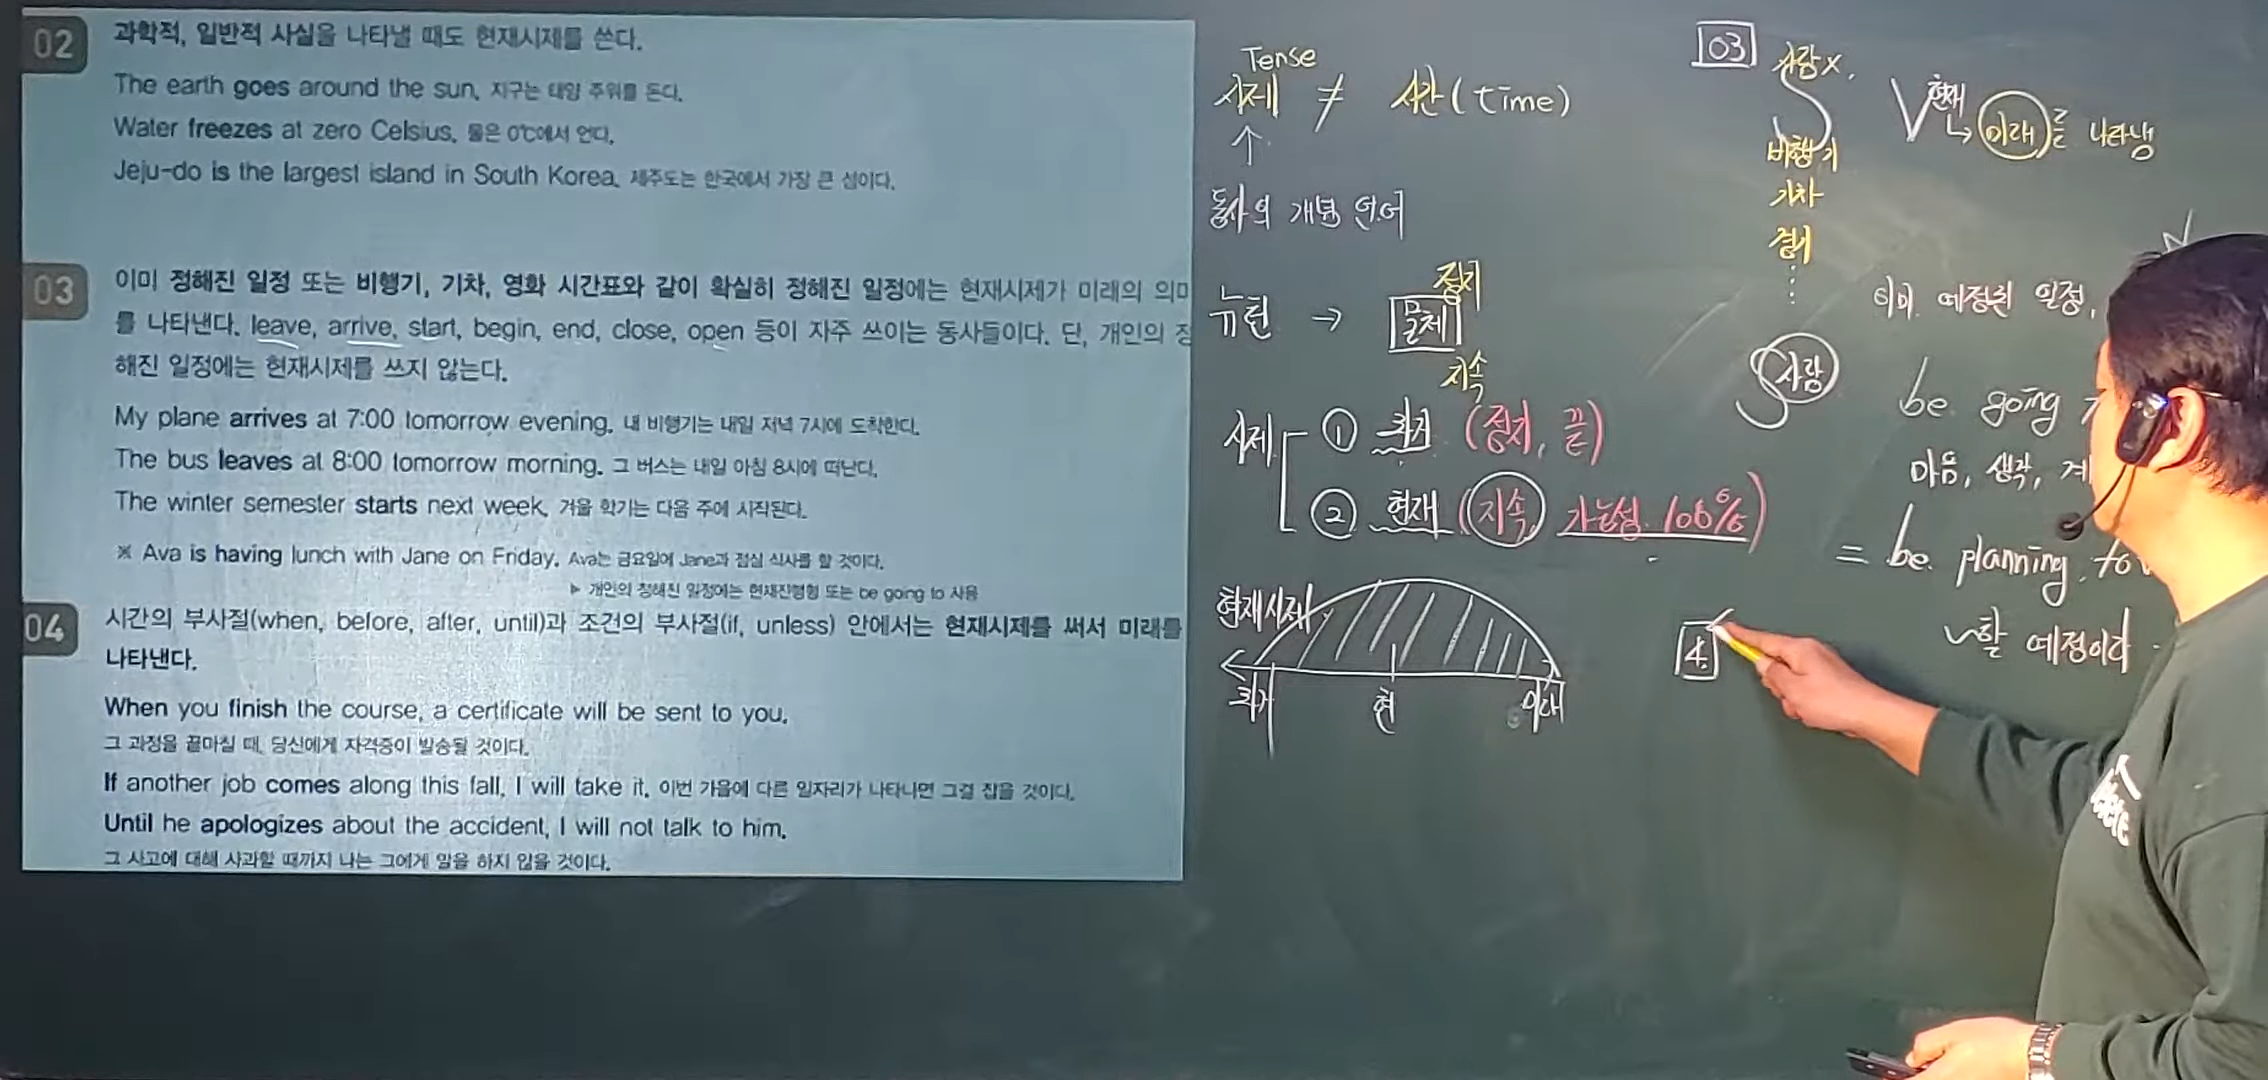 02 과학적, 일반적 사실을 나타낼 때도 현재시제를 쓴다.
The earth goes around the sun. 지구는 태양 주위를 돈다.
Water freezes at zero Celsius. 물은 0℃에서 언다.
Jeju-do is the largest island in South Korea. 제주도는 한국에서 가장 큰 섬이다.
03 이미 정해진 일정 또는 비행기, 기차, 영화 시간표와 같이 확실히 정해진 일정에는 현재시제가 미래의 의미
를 나타낸다. leave, arrive, start, begin, end, close, open 등이 자주 쓰이는 동사들이다. 단, 개인의 정
해진 일정에는 현재시제를 쓰지 않는다.
My plane arrives at 7:00 tomorrow evening. 내 비행기는 내일 저녁 7시에 도착한다.
The bus leaves at 8:00 tomorrow morning. 그 버스는 내일 아침 8시에 떠난다.
The winter semester starts next week. 겨울 학기는 다음 주에 시작된다.
※ Ava is having lunch with Jane on Friday. Ava는 금요일에 Jane과 점심 식사를 할 것이다.
▶ 개인의 정해진 일정에는 현재진행형 또는 be going to 사용
04 시간의 부사절(when, before, after, until)과 조건의 부사절(if, unless) 안에서는 현재시제를 써서 미래를
나타낸다.
When you finish the course, a certificate will be sent to you.
그 과정을 끝마칠 때, 당신에게 자격증이 발송될 것이다.
If another job comes along this fall, I will take it. 이번 가을에 다른 일자리가 나타나면 그걸 잡을 것이다.
Until he apologizes about the accident, I will not talk to him.
그 사고에 대해 사과할 때까지 나는 그에게 말을 하지 않을 것이다.
Tense
시제 ≠ 시간(time)
↑
동사의 개념 언어
정지
뉴턴 → 물제
지속
시제 ① 과거 (정지, 끝)
② 현재 (지속, 가능성 100%)
현재시제
과거 현 미래
03 사람X.
비행기
기차
경기
V현재
→ 미래를 나타냄
이미 예정된 일정,
사람
be going
마음, 생각, 계
= be planning to
~할 예정이다
4.